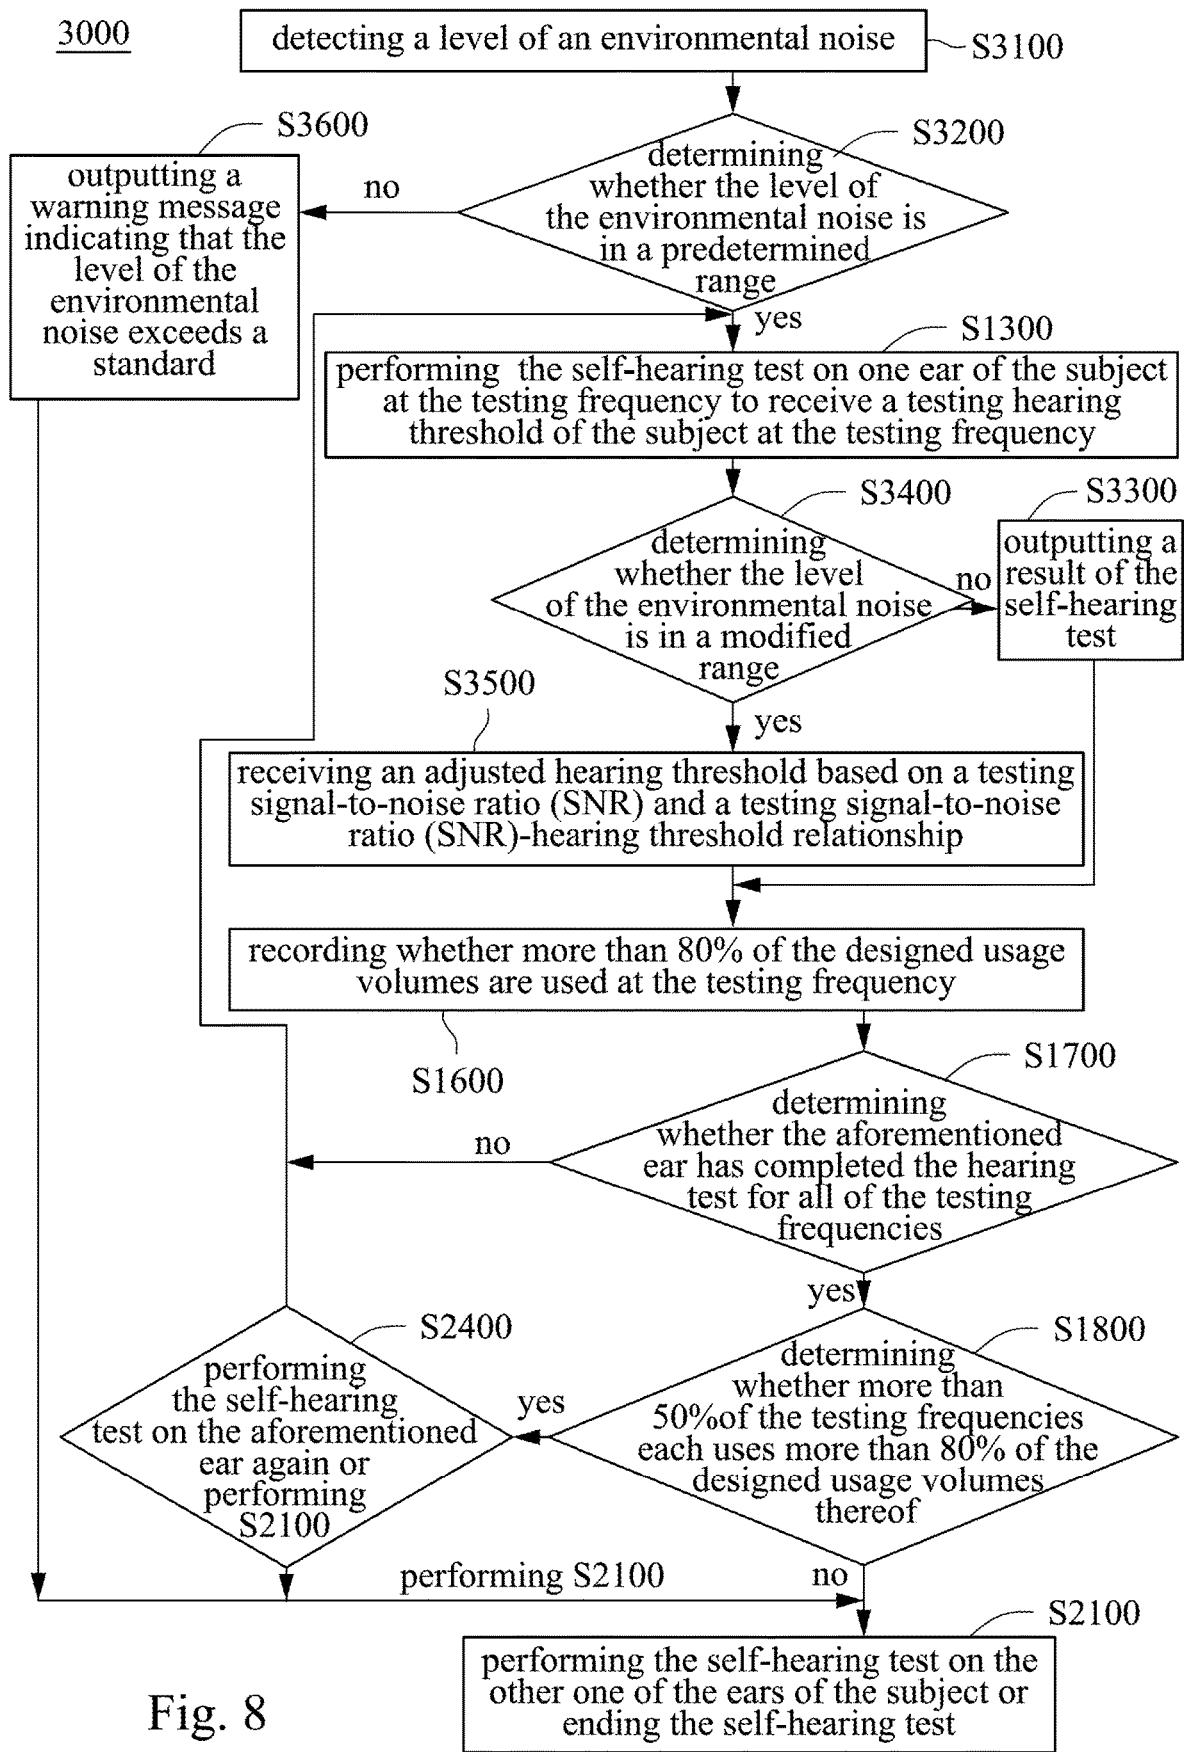 3000
detecting a level of an environmental noise
S3100
S3600
S3200
outputting a
warning message
indicating that the
level of the
environmental
noise exceeds a
standard
no
determining
whether the level of
the environmental noise is
in a predetermined
range
yes
S1300
performing the self-hearing test on one ear of the subject
at the testing frequency to receive a testing hearing
threshold of the subject at the testing frequency
S3400
S3300
determining
whether the level
of the environmental noise
is in a modified
range
no
outputting a
result of the
self-hearing
test
S3500
yes
receiving an adjusted hearing threshold based on a testing
signal-to-noise ratio (SNR) and a testing signal-to-noise
ratio (SNR)-hearing threshold relationship
recording whether more than 80% of the designed usage
volumes are used at the testing frequency
S1600
S1700
determining
whether the aforementioned
ear has completed the hearing
test for all of the testing
frequencies
no
yes
S2400
S1800
performing
the self-hearing
test on the aforementioned
ear again or
performing
S2100
yes
determining
whether more than
50%of the testing frequencies
each uses more than 80% of the
designed usage volumes
thereof
performing S2100
no
S2100
performing the self-hearing test on the
other one of the ears of the subject or
ending the self-hearing test
Fig. 8